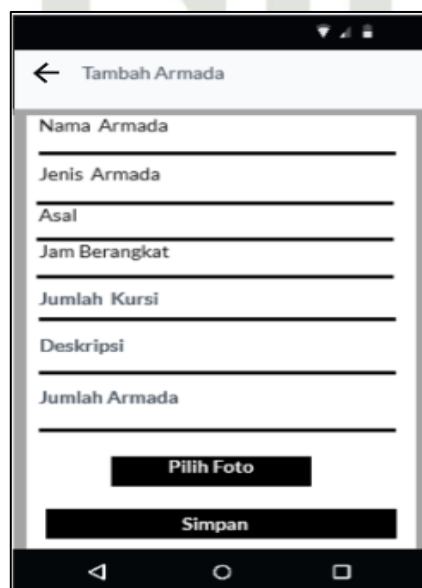 Tambah Armada
Nama Armada
Jenis Armada
Asal
Jam Berangkat
Jumlah Kursi
Deskripsi
Jumlah Armada
Pilih Foto
Simpan